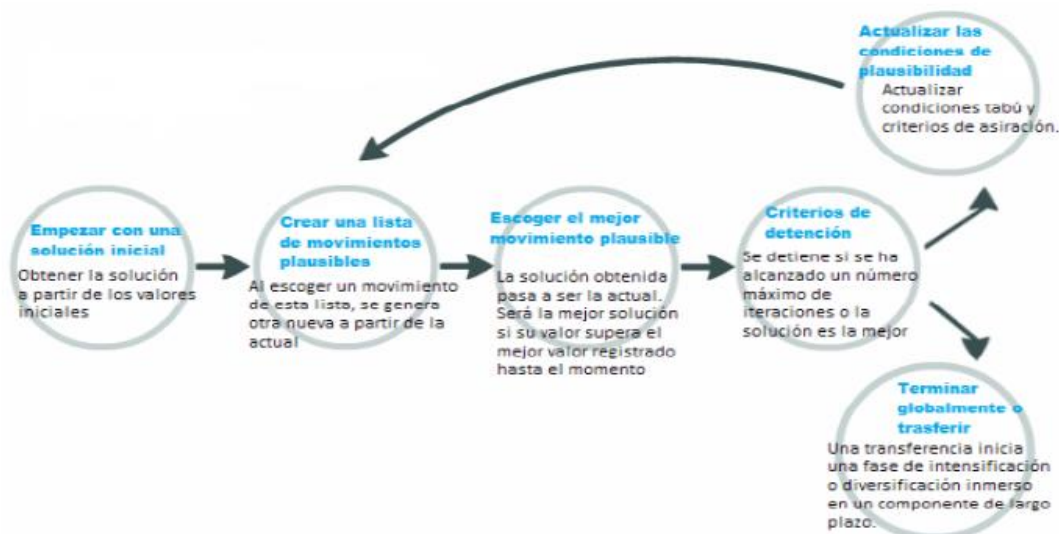 Empezar con una
solución inicial
Obtener la solución
a partir de los valores
iniciales
Crear una lista
de movimientos
plausibles
Al escoger un movimiento
de esta lista, se genera
otra nueva a partir de la
actual
Escoger el mejor
movimiento plausible
La solución obtenida
pasa a ser la actual.
Será la mejor solución
si su valor supera el
mejor valor registrado
hasta el momento
Criterios de
detención
Se detiene si se ha
alcanzado un número
máximo de
iteraciones o la
solución es la mejor
Actualizar las
condiciones de
plausibilidad
Actualizar
condiciones tabú y
criterios de asiración.
Terminar
globalmente o
trasferir
Una transferencia inicia
una fase de intensificación
o diversificación inmerso
en un componente de largo
plazo.